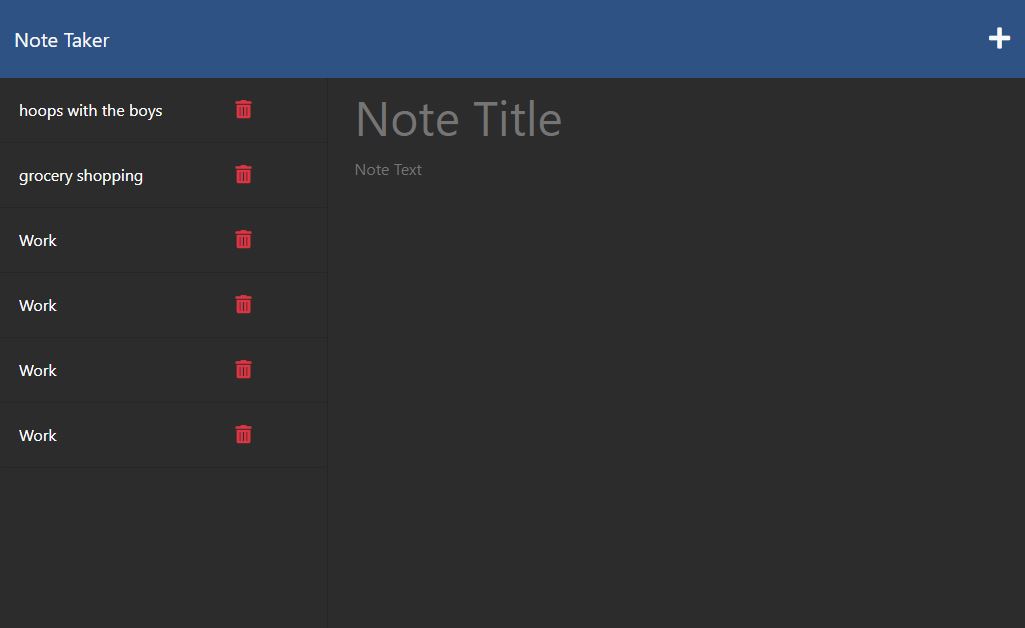 Note Taker
hoops with the boys
grocery shopping
Work
Work
Work
Work
Note Title
Note Text